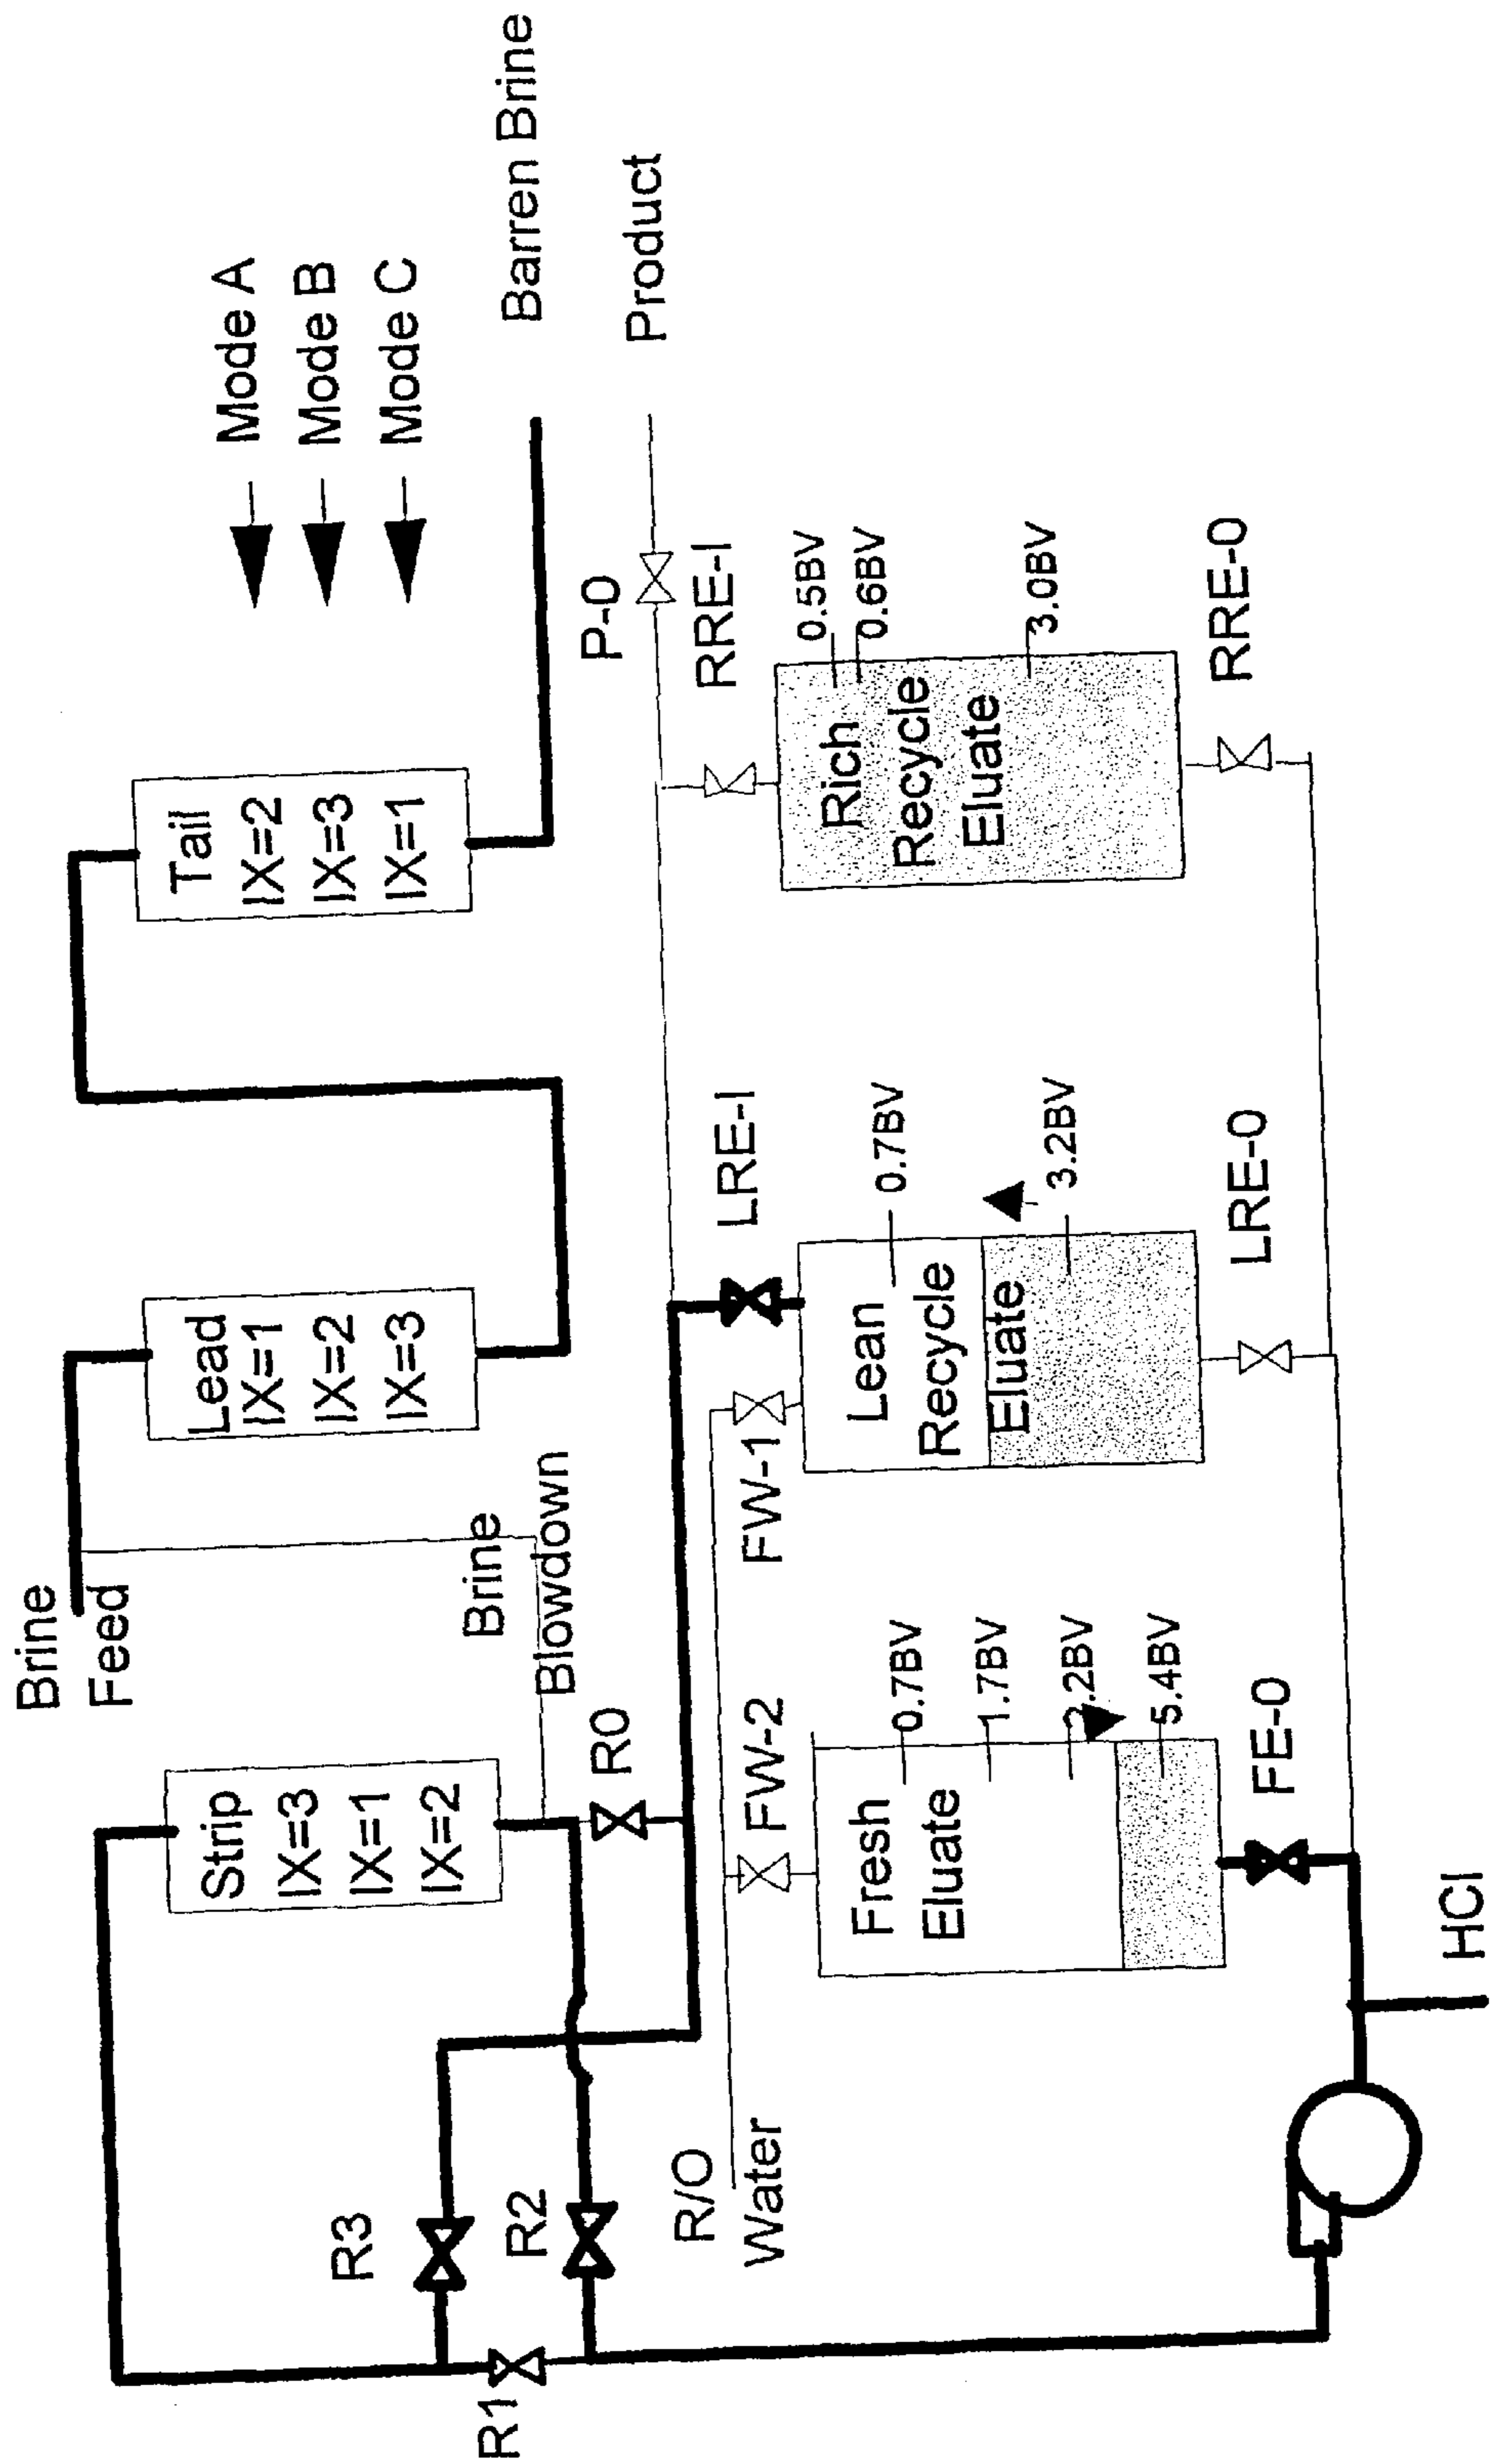 Mode A
Mode B
Mode C
Brine
Feed
Strip
IX=3
IX=1
IX=2
Lead
IX=1
IX=2
IX=3
Tail
IX=2
IX=3
IX=1
Barren Brine
Product
Brine
Blowdown
R3
R2
R1
R0
P-0
R/O
Water
FW-2
FW-1
LRE-I
RRE-I
Fresh
Eluate
0.7BV
1.7BV
5.4BV
Lean
Recycle
Eluate
0.7BV
3.2BV
Rich
Recycle
Eluate
0.5BV
0.6BV
3.0BV
FE-0
LRE-0
RRE-0
HCl